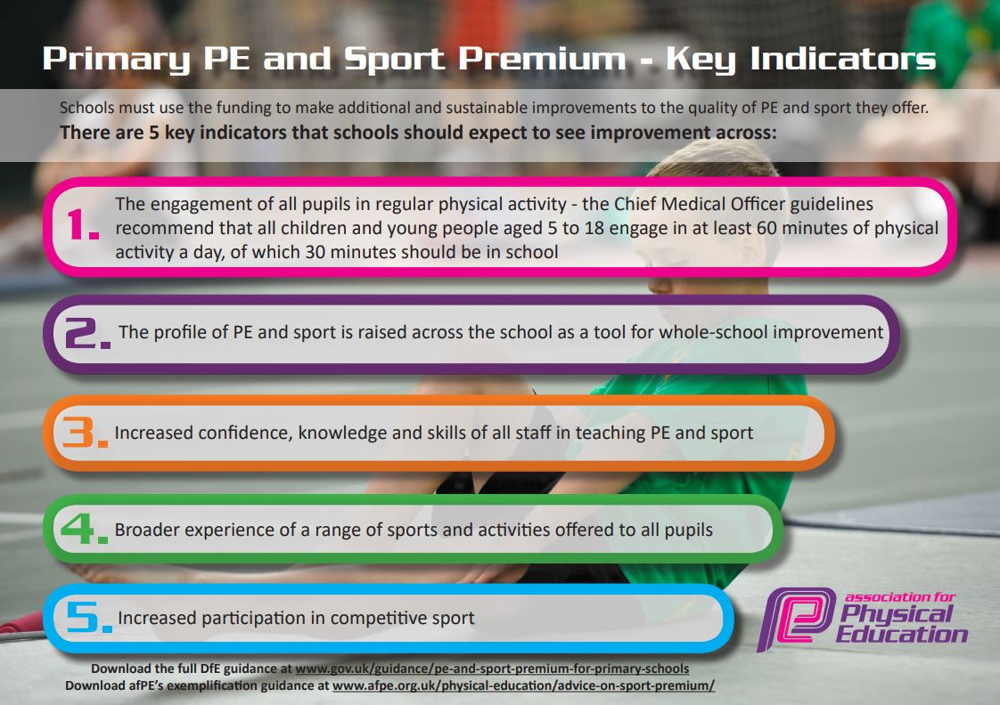 Primary PE and Sport Premium - Key Indicators
Schools must use the funding to make additional and sustainable improvements to the quality of PE and sport they offer.
There are 5 key indicators that schools should expect to see improvement across:
1. The engagement of all pupils in regular physical activity - the Chief Medical Officer guidelines
recommend that all children and young people aged 5 to 18 engage in at least 60 minutes of physical
activity a day, of which 30 minutes should be in school
2. The profile of PE and sport is raised across the school as a tool for whole-school improvement
3. Increased confidence, knowledge and skills of all staff in teaching PE and sport
4. Broader experience of a range of sports and activities offered to all pupils
5. Increased participation in competitive sport
association for
Physical
Education
Download the full DfE guidance at www.gov.uk/guidance/pe-and-sport-premium-for-primary-schools
Download afPE's exemplification guidance at www.afpe.org.uk/physical-education/advice-on-sport-premium/